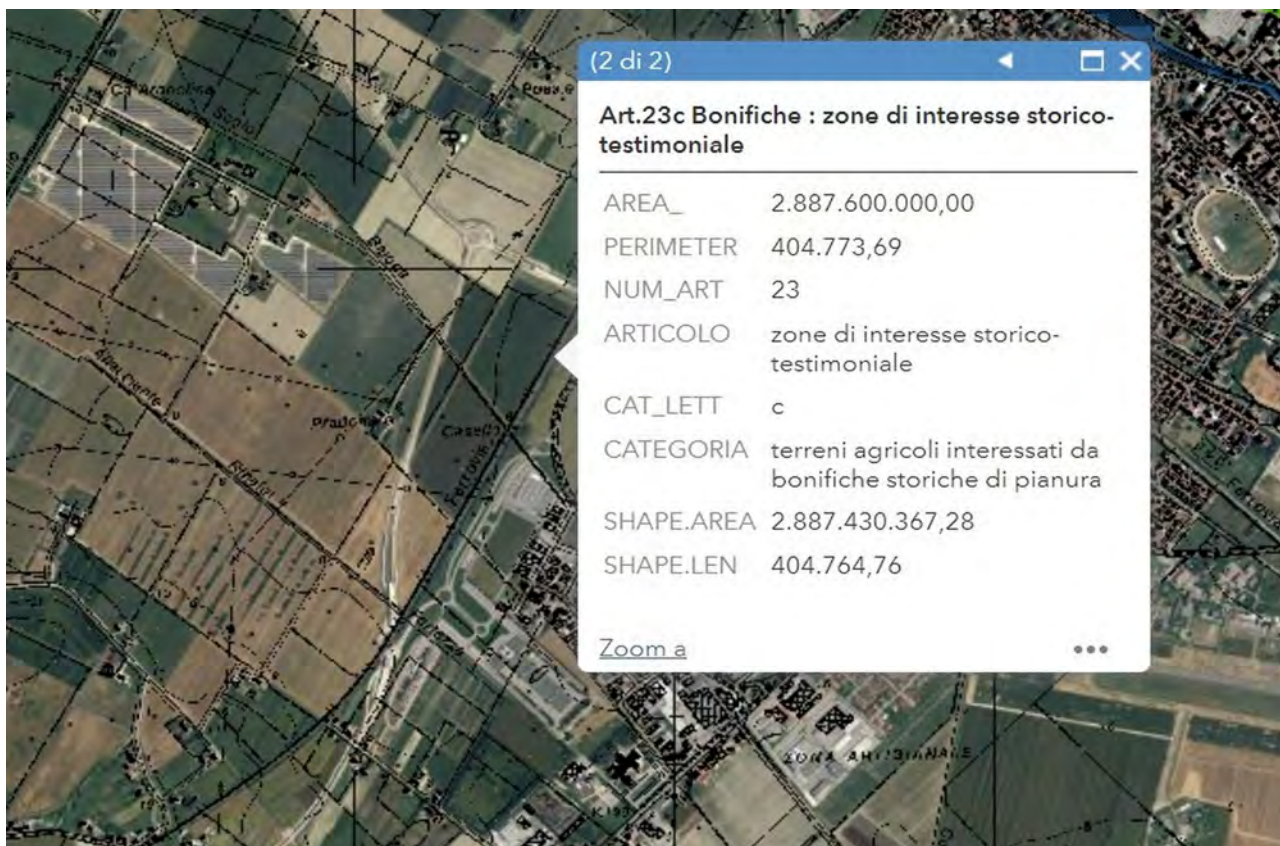 (2 di 2)
Art.23c Bonifiche : zone di interesse storico-
testimoniale
AREA_ 2.887.600.000,00
PERIMETER 404.773,69
NUM_ART 23
ARTICOLO zone di interesse storico-
testimoniale
CAT_LETT c
CATEGORIA terreni agricoli interessati da
bonifiche storiche di pianura
SHAPE.AREA 2.887.430.367,28
SHAPE.LEN 404.764,76
Zoom a
ZONA ARTIGIANALE